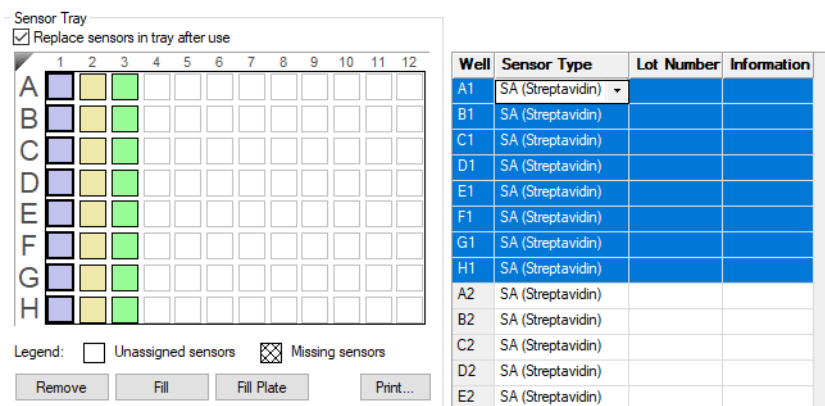 Sensor Tray
Replace sensors in tray after use
1 2 3 4 5 6 7 8 9 10 11 12
A
B
C
D
E
F
G
H
Legend: Unassigned sensors Missing sensors
Remove Fill Fill Plate Print...
Well Sensor Type Lot Number Information
A1 SA (Streptavidin)
B1 SA (Streptavidin)
C1 SA (Streptavidin)
D1 SA (Streptavidin)
E1 SA (Streptavidin)
F1 SA (Streptavidin)
G1 SA (Streptavidin)
H1 SA (Streptavidin)
A2 SA (Streptavidin)
B2 SA (Streptavidin)
C2 SA (Streptavidin)
D2 SA (Streptavidin)
E2 SA (Streptavidin)